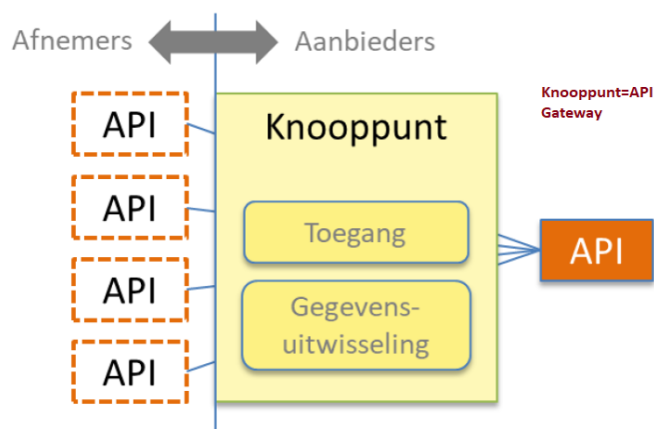 Afnemers
Aanbieders
API
API
API
API
Knooppunt
Toegang
Gegevens-
uitwisseling
Knooppunt=API
Gateway
API